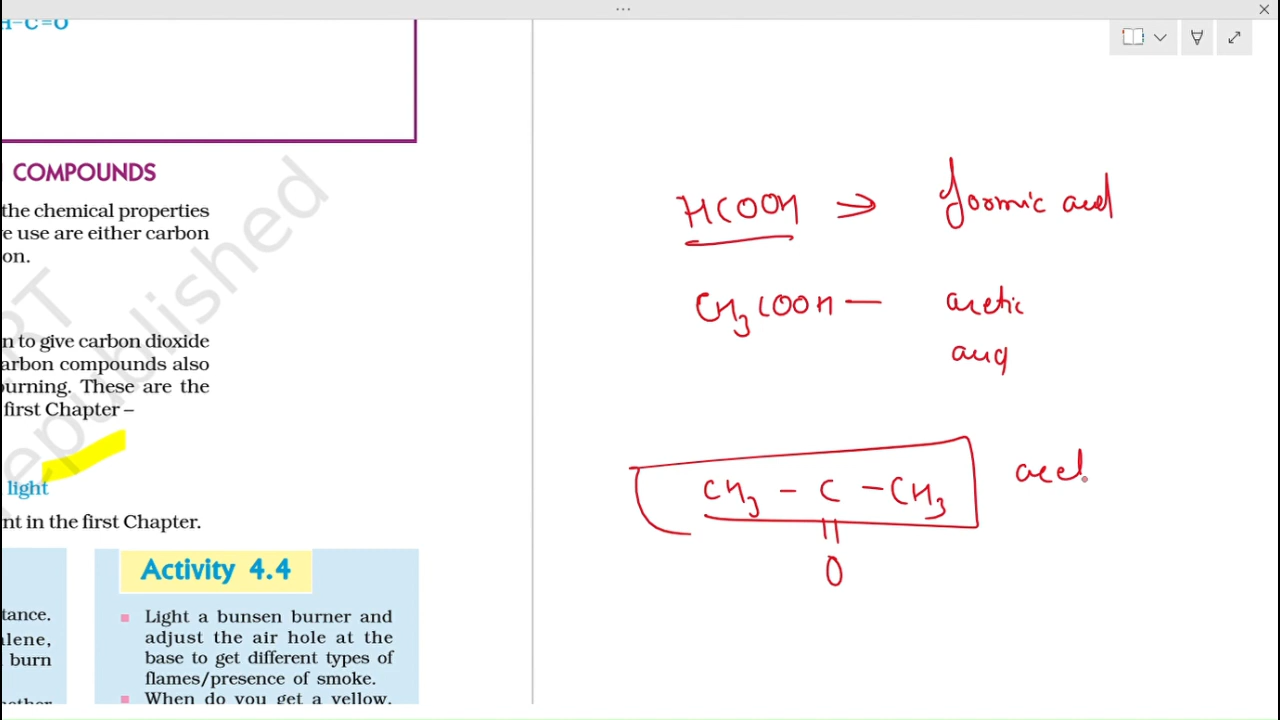 H-C=O
COMPOUNDS
the chemical properties
e use are either carbon
on.
n to give carbon dioxide
arbon compounds also
ourning. These are the
first Chapter –
light
nt in the first Chapter.
republished
tance.
lene,
burn
Activity 4.4
Light a bunsen burner and
adjust the air hole at the
base to get different types of
flames/presence of smoke.
When do you get a yellow,
HCOOH → formic acid
CH3COOH — acetic
acid
CH3 – C – CH3
||
O
acet